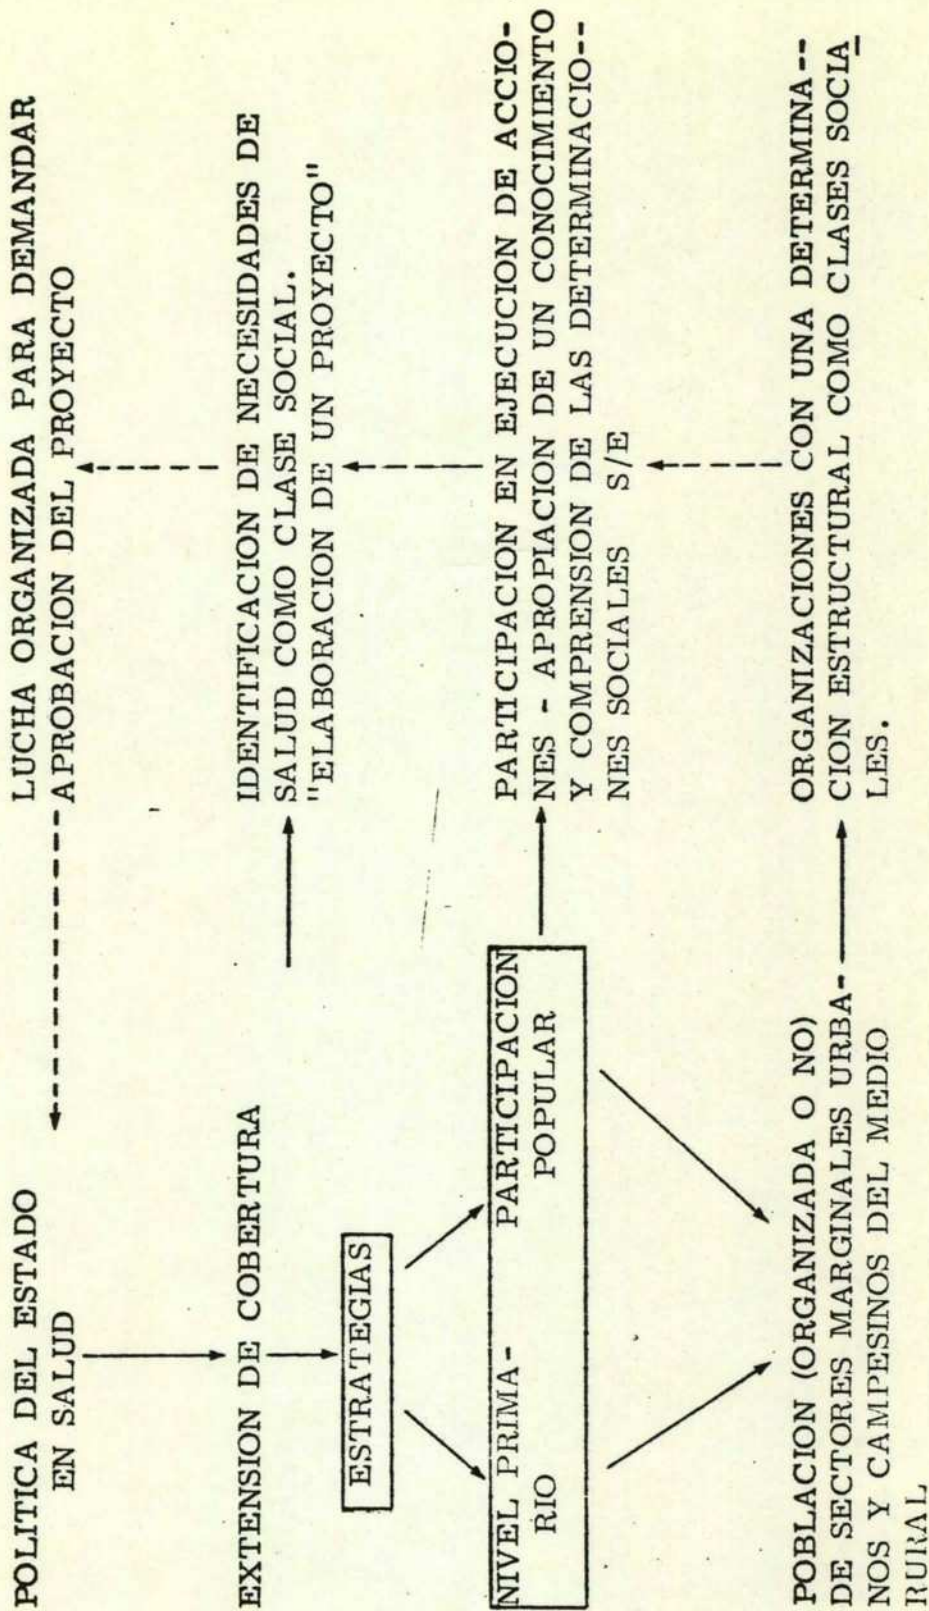 POLITICA DEL ESTADO
EN SALUD
LUCHA ORGANIZADA PARA DEMANDAR
APROBACION DEL PROYECTO
EXTENSION DE COBERTURA
IDENTIFICACION DE NECESIDADES DE
SALUD COMO CLASE SOCIAL.
"ELABORACION DE UN PROYECTO"
ESTRATEGIAS
NIVEL PRIMA-
RIO
PARTICIPACION
POPULAR
PARTICIPACION EN EJECUCION DE ACCIO-
NES - APROPIACION DE UN CONOCIMIENTO
Y COMPRENSION DE LAS DETERMINACIO--
NES SOCIALES S/E
POBLACION (ORGANIZADA O NO)
DE SECTORES MARGINALES URBA-
NOS Y CAMPESINOS DEL MEDIO
RURAL
ORGANIZACIONES CON UNA DETERMINA--
CION ESTRUCTURAL COMO CLASES SOCIA
LES.